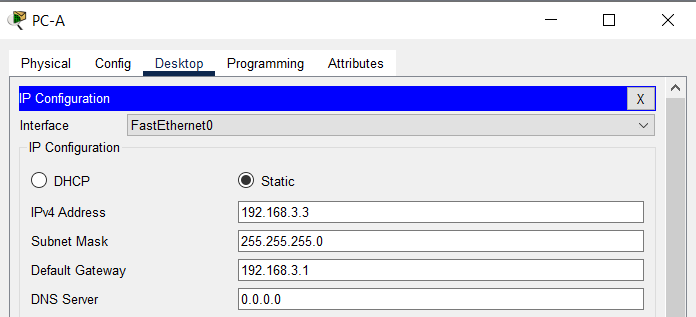 PC-A
Physical Config Desktop Programming Attributes
IP Configuration X
Interface FastEthernet0
IP Configuration
DHCP Static
IPv4 Address 192.168.3.3
Subnet Mask 255.255.255.0
Default Gateway 192.168.3.1
DNS Server 0.0.0.0